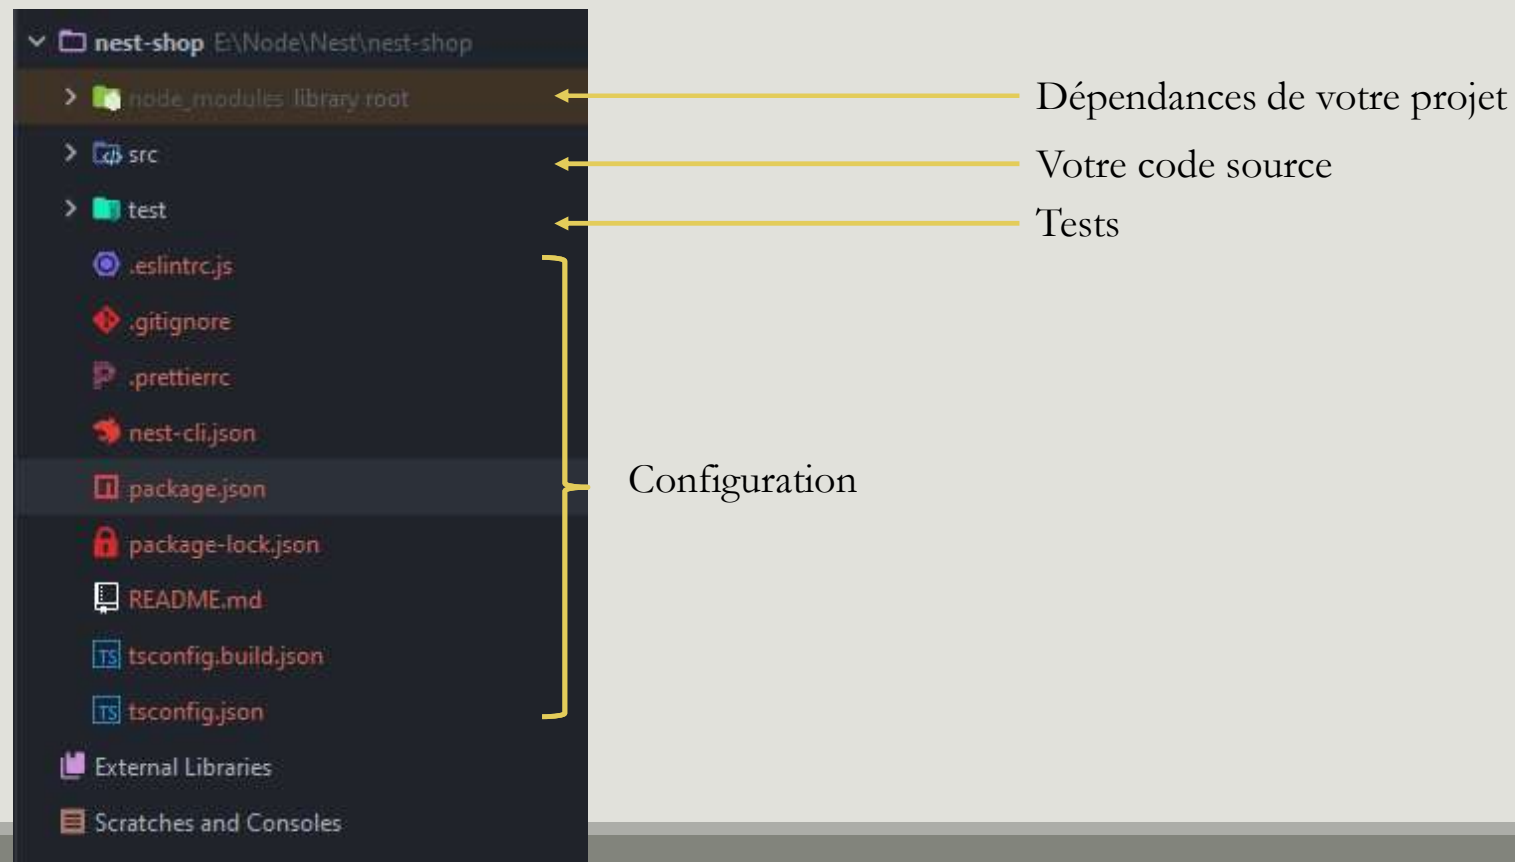 nest-shop E:\Node\Nest\nest-shop
node_modules library root
Dépendances de votre projet
src
Votre code source
test
Tests
.eslintrc.js
.gitignore
.prettierrc
nest-cli.json
package.json
Configuration
package-lock.json
README.md
tsconfig.build.json
tsconfig.json
External Libraries
Scratches and Consoles